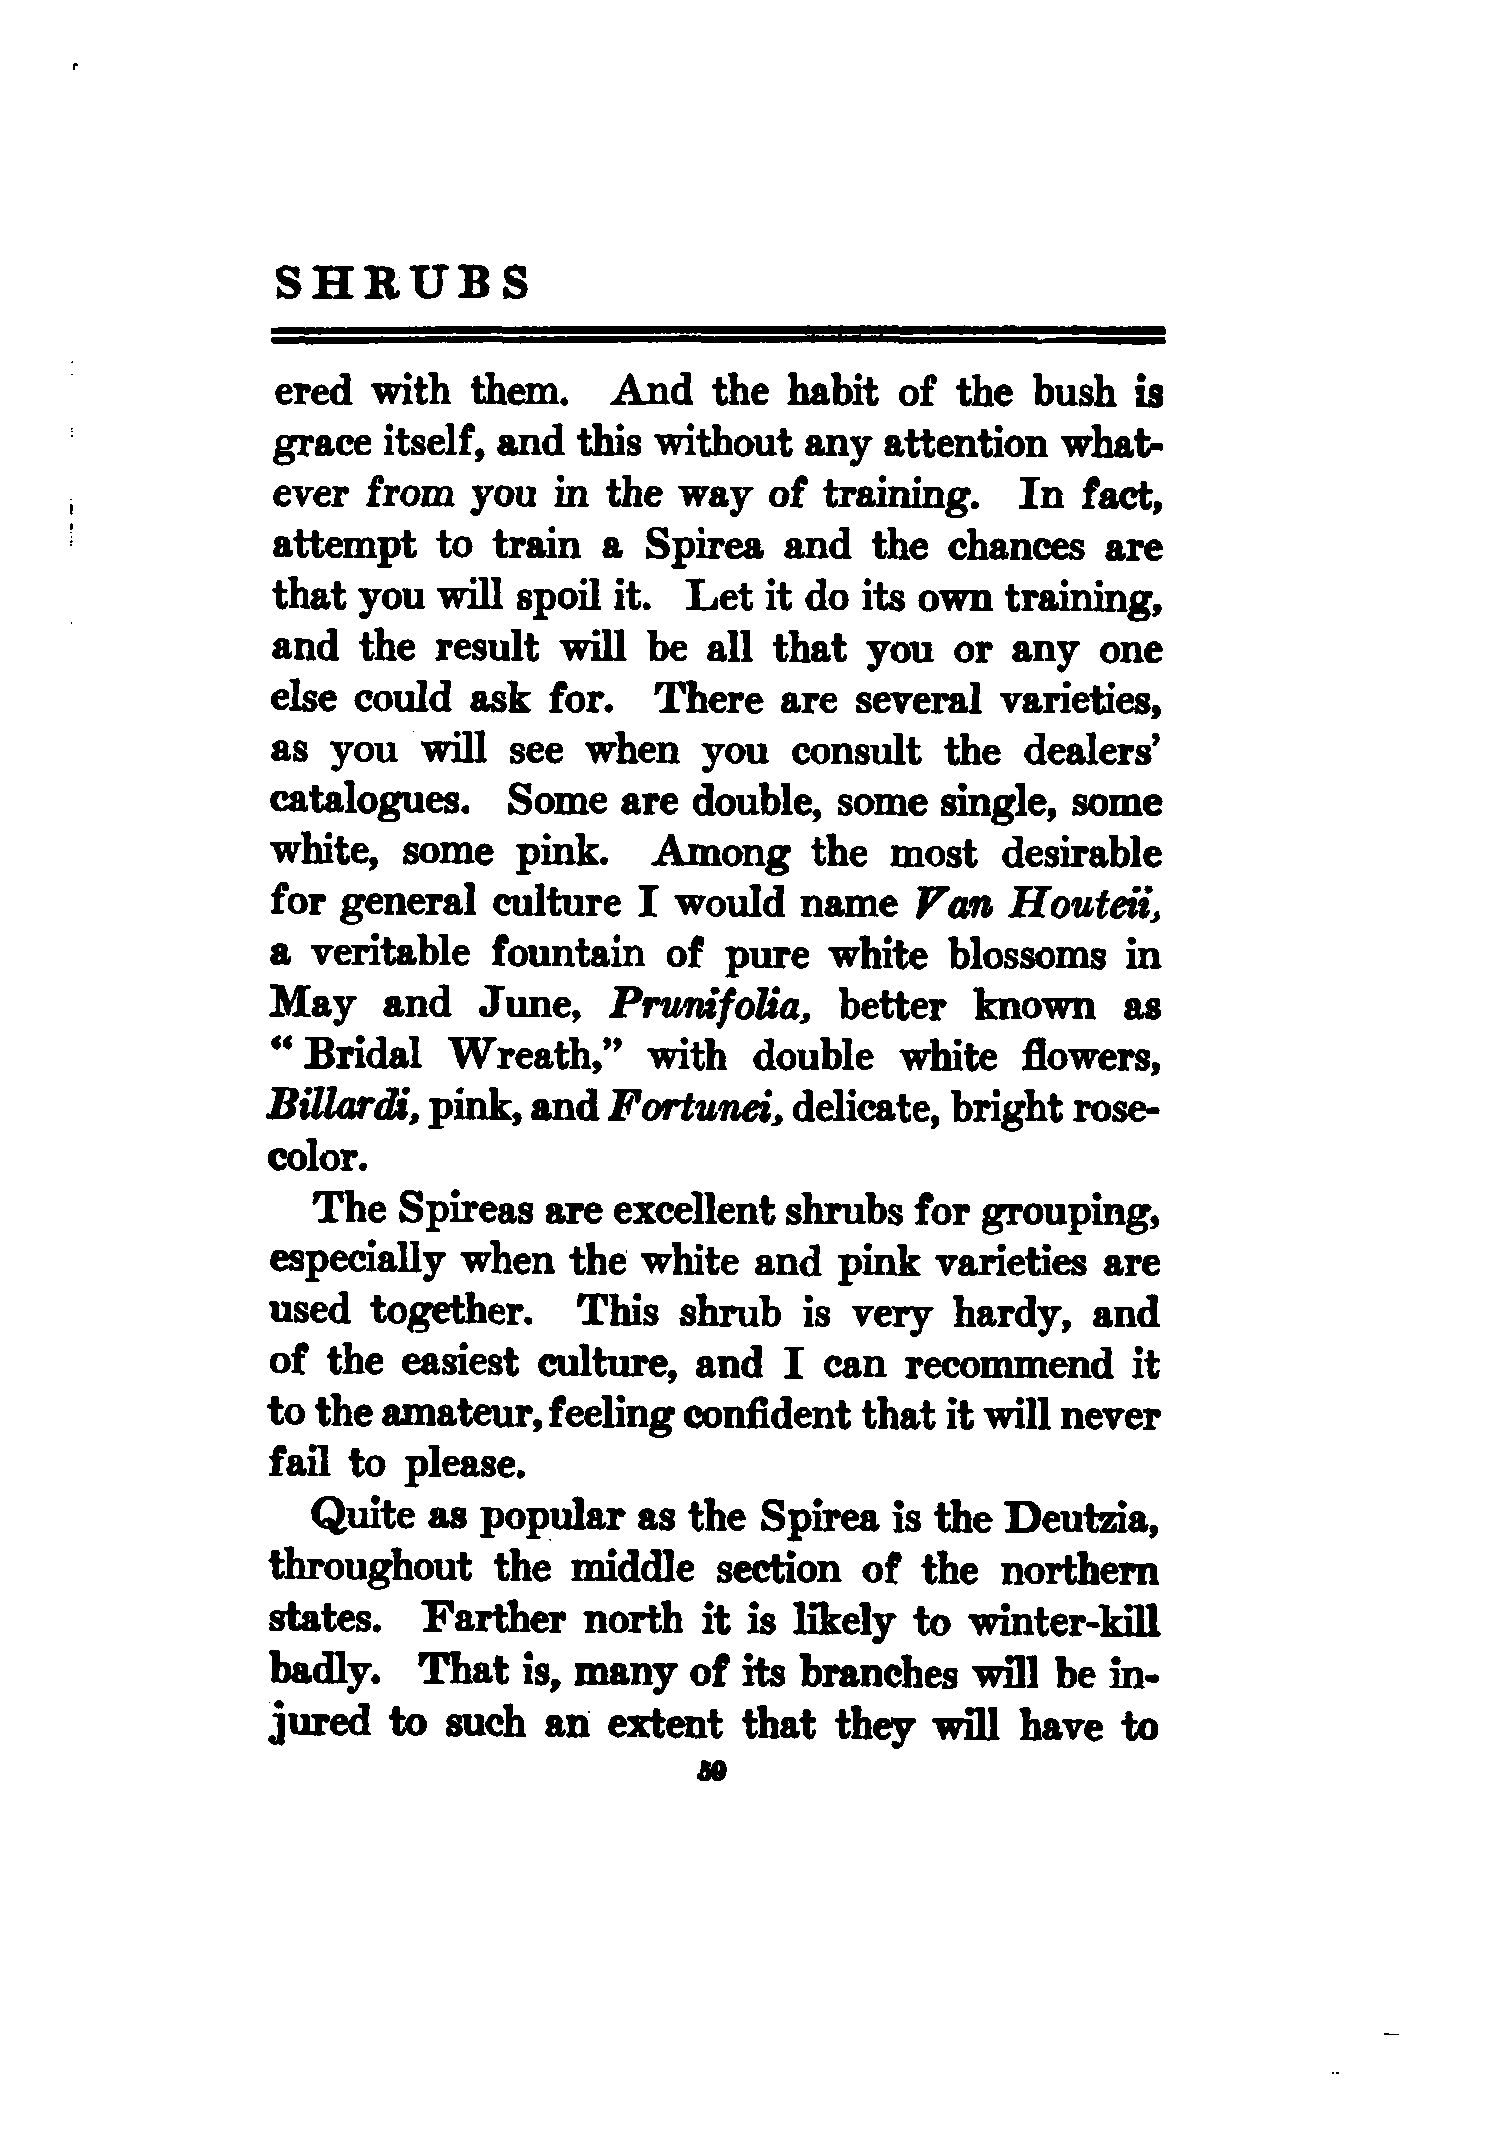 SHRUBS
ered with them. And the habit of the bush is
grace itself, and this without any attention what-
ever from you in the way of training. In fact,
attempt to train a Spirea and the chances are
that you will spoil it. Let it do its own training,
and the result will be all that you or any one
else could ask for. There are several varieties,
as you will see when you consult the dealers'
catalogues. Some are double, some single, some
white, some pink. Among the most desirable
for general culture I would name Van Houteii,
a veritable fountain of pure white blossoms in
May and June, Prunifolia, better known as
“ Bridal Wreath,” with double white flowers,
Billardi, pink, and Fortunei, delicate, bright rose-
color.
The Spireas are excellent shrubs for grouping,
especially when the white and pink varieties are
used together. This shrub is very hardy, and
of the easiest culture, and I can recommend it
to the amateur, feeling confident that it will never
fail to please.
Quite as popular as the Spirea is the Deutzia,
throughout the middle section of the northern
states. Farther north it is likely to winter-kill
badly. That is, many of its branches will be in-
jured to such an extent that they will have to